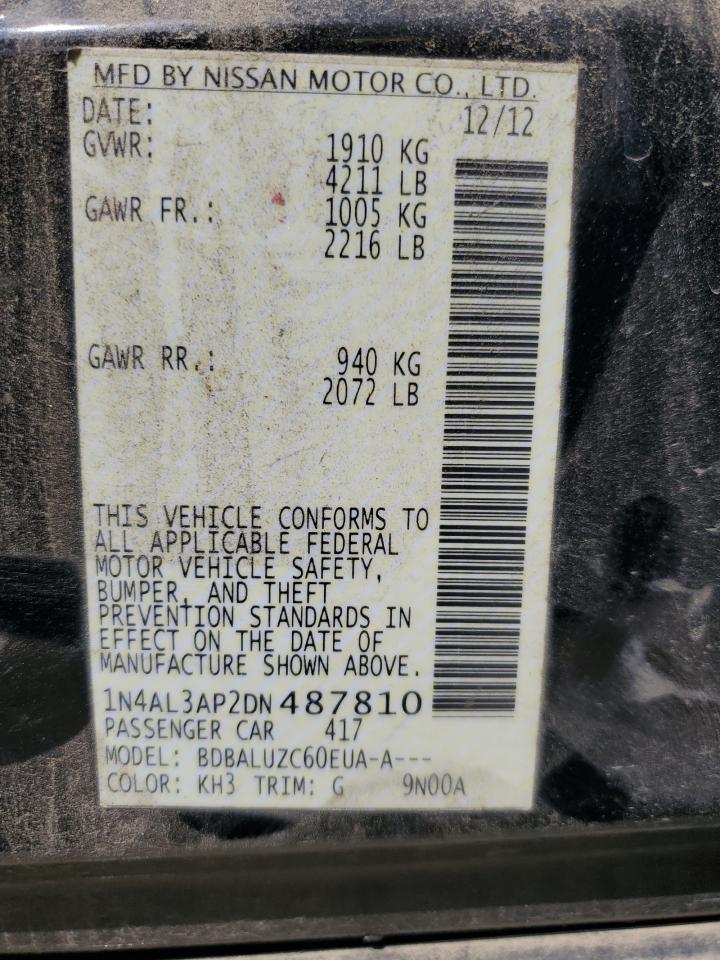 MFD BY NISSAN MOTOR CO., LTD.
DATE: 12/12
GVWR: 1910 KG
4211 LB
GAWR FR.: 1005 KG
2216 LB
GAWR RR.: 940 KG
2072 LB
THIS VEHICLE CONFORMS TO
ALL APPLICABLE FEDERAL
MOTOR VEHICLE SAFETY,
BUMPER, AND THEFT
PREVENTION STANDARDS IN
EFFECT ON THE DATE OF
MANUFACTURE SHOWN ABOVE.
1N4AL3AP2DN487810
PASSENGER CAR 417
MODEL: BDBALUZC60EUA-A---
COLOR: KH3 TRIM: G 9N00A